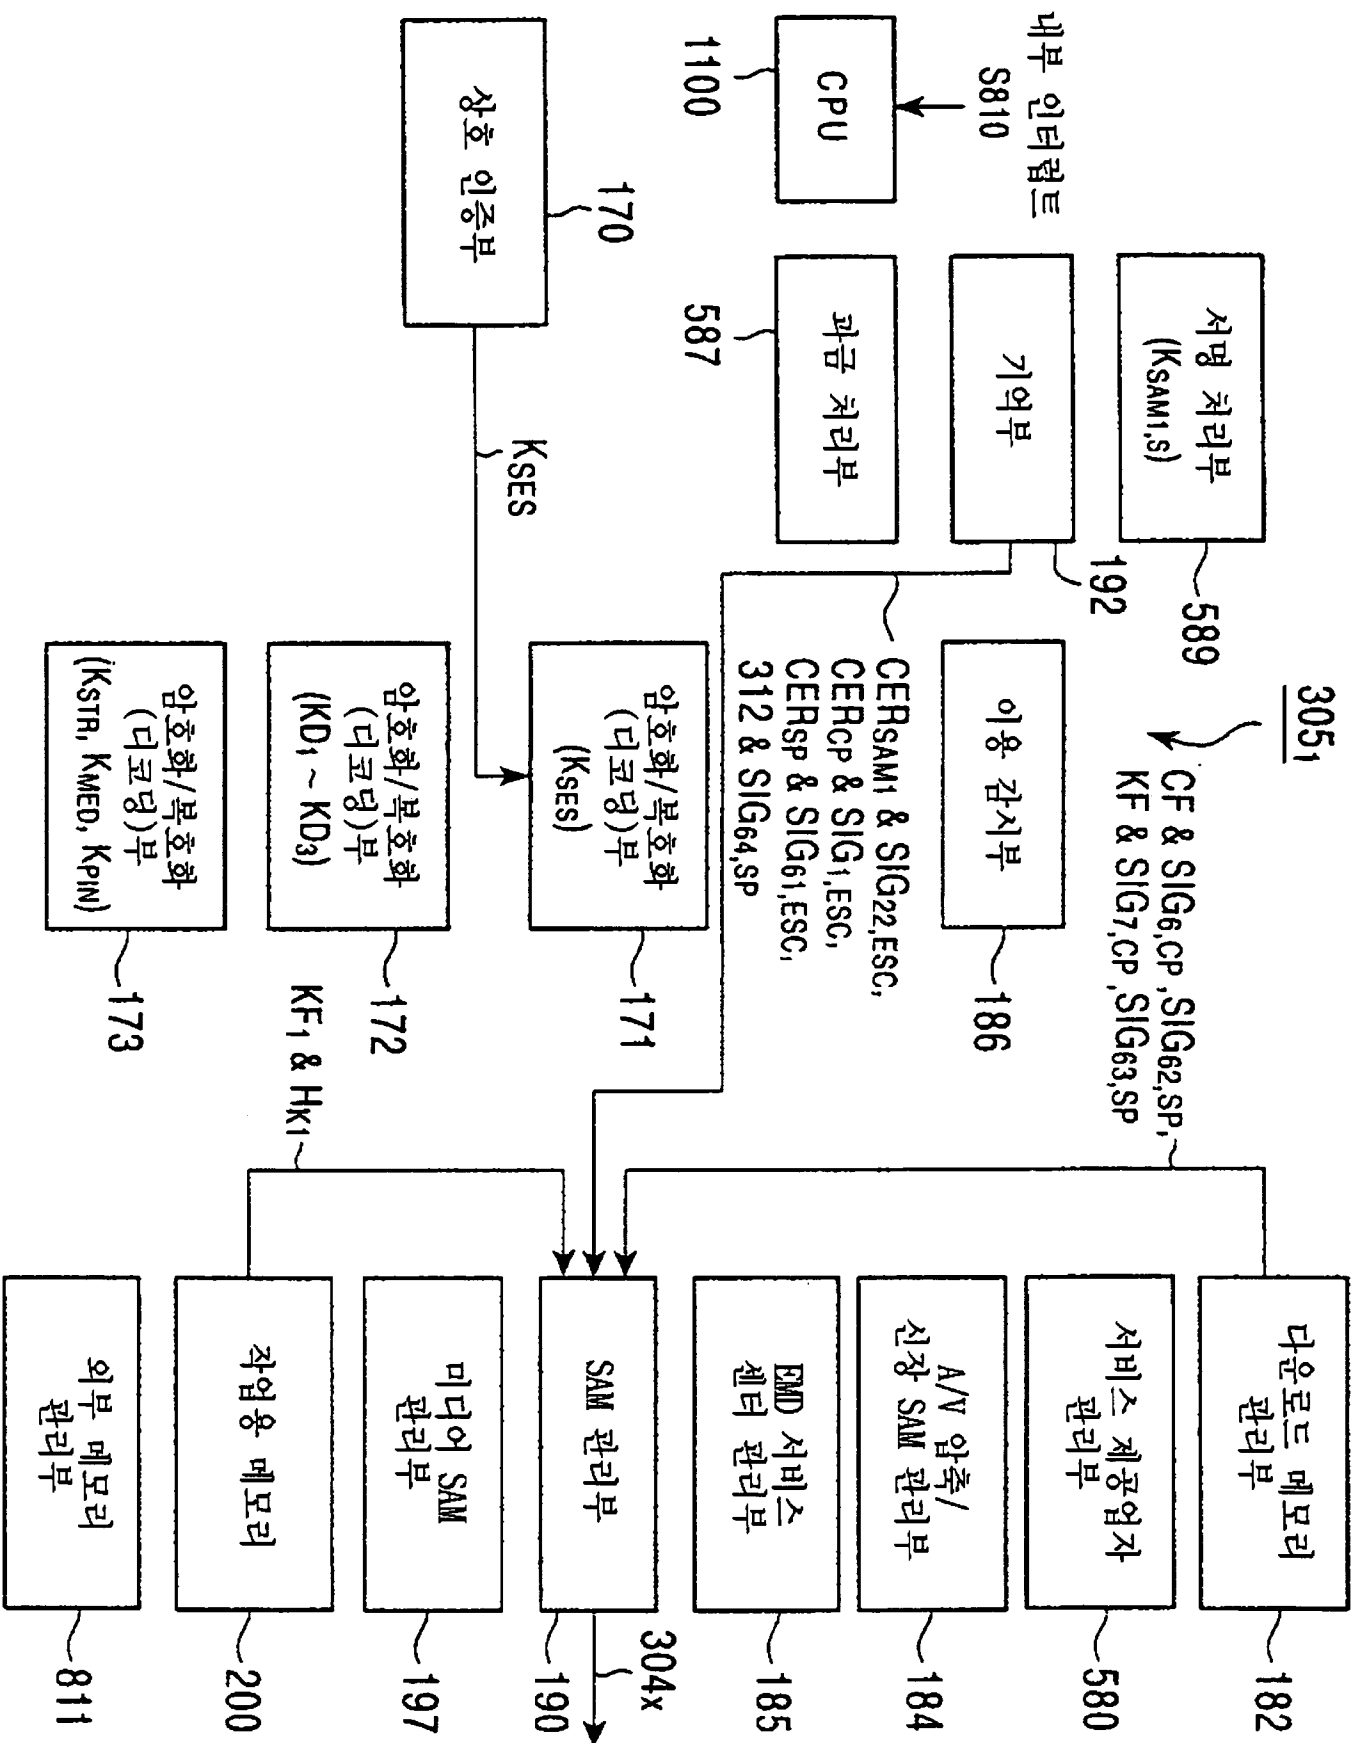 305₁
다운로드 메모리
관리부
182
서비스 제공업자
관리부
580
A/V 압축/
신장 SAM 관리부
184
EMD 서비스
센터 관리부
185
SAM 관리부
190
304x
미디어 SAM
관리부
197
작업용 메모리
200
외부 메모리
관리부
811
CF & SIG6,CP ,SIG62,SP,
KF & SIG7,CP ,SIG63,SP
KF₁ & HK1
서명 처리부
(KSAM1,S)
589
기억부
192
이용 감시부
186
과금 처리부
587
CERSAM1 & SIG22,ESC,
CERCP & SIG1,ESC,
CERSP & SIG61,ESC,
312 & SIG64,SP
암호화/복호화
(디코딩)부
(KSES)
171
암호화/복호화
(디코딩)부
(KD₁ ~ KD₃)
172
암호화/복호화
(디코딩)부
(KSTR, KMED, KPIN)
173
내부 인터럽트
S810
CPU
1100
상호 인증부
170
KSES